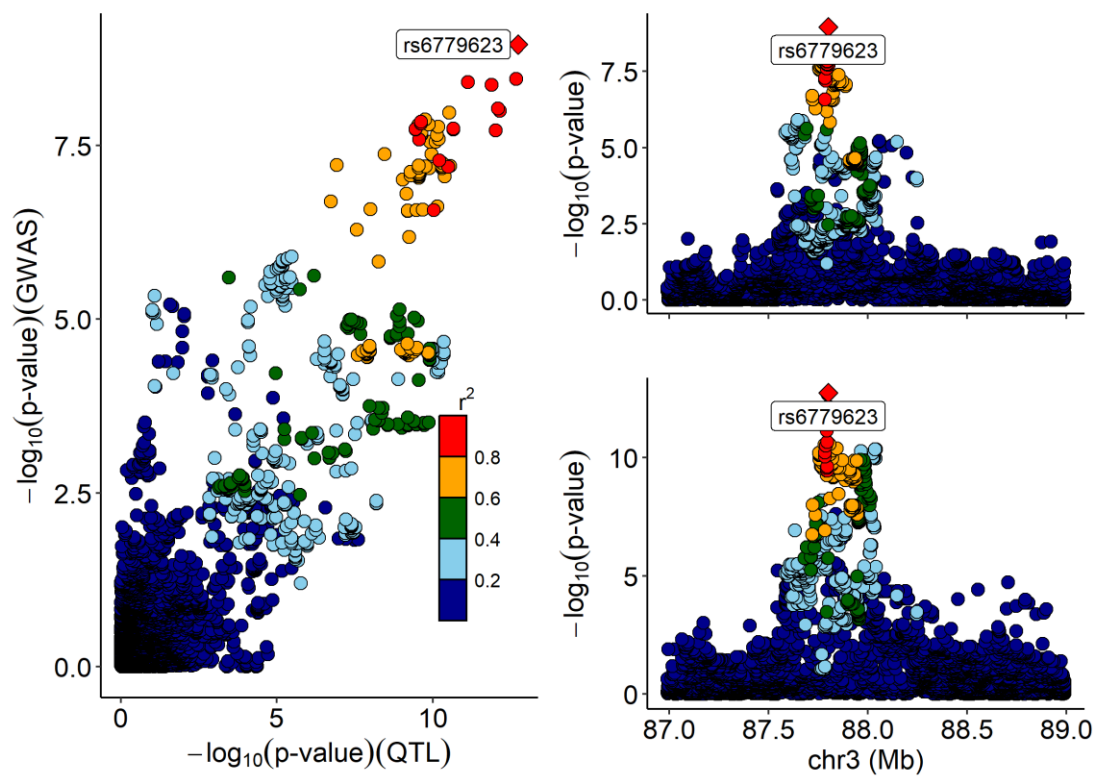 −log₁₀(p-value)(GWAS)
7.5
5.0
2.5
0.0
rs6779623
r²
0.8
0.6
0.4
0.2
0
5
10
−log₁₀(p-value)(QTL)
−log₁₀(p-value)
7.5
5.0
2.5
0.0
rs6779623
−log₁₀(p-value)
10
5
0
rs6779623
87.0
87.5
88.0
88.5
89.0
chr3 (Mb)